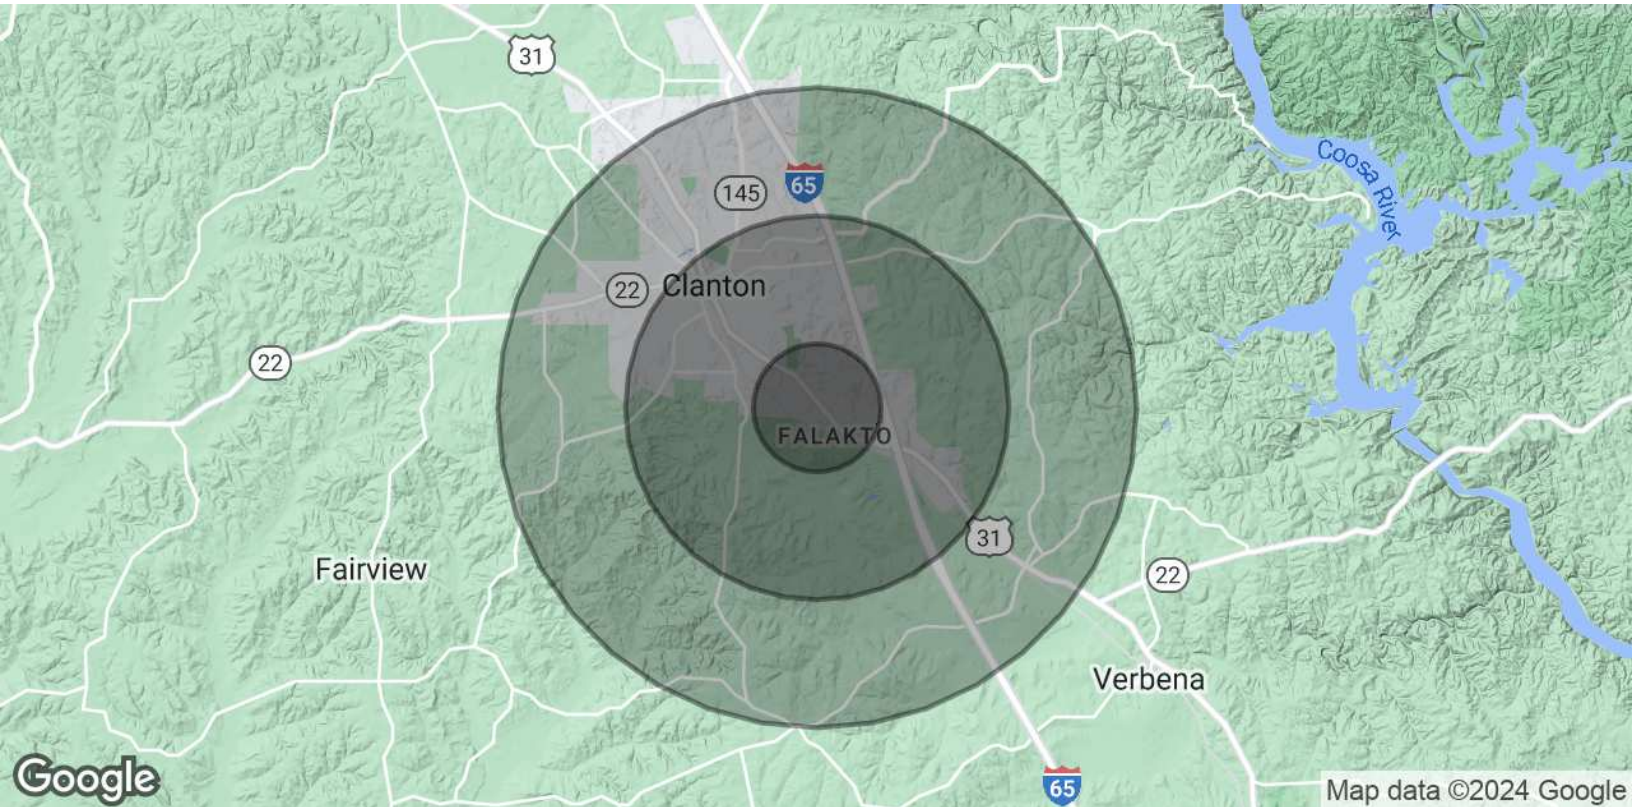 31
Coosa River
145
65
22
Clanton
22
FALAKTO
31
Fairview
22
Verbena
65
Google
Map data ©2024 Google